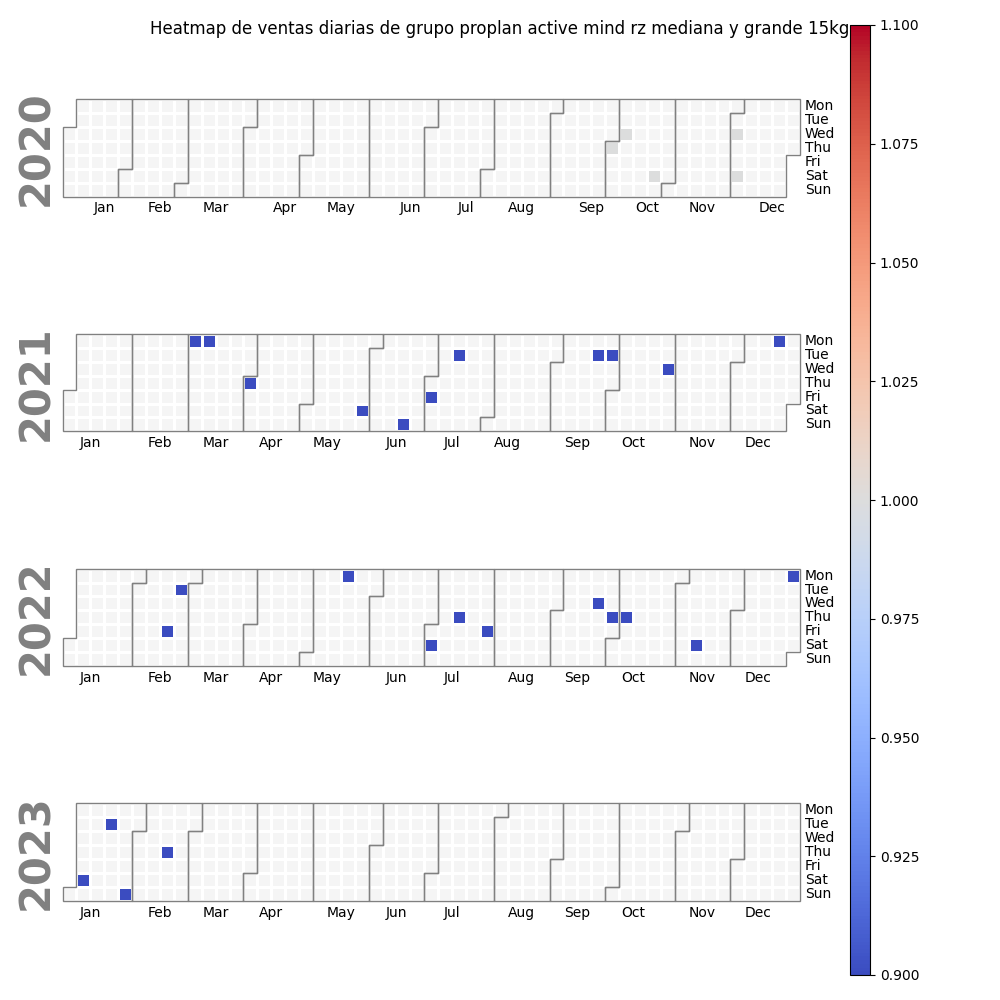 Heatmap de ventas diarias de grupo proplan active mind rz mediana y grande 15kg
1.100
1.075
1.050
1.025
1.000
0.975
0.950
0.925
0.900
2020
Mon
Tue
Wed
Thu
Fri
Sat
Sun
Jan Feb Mar Apr May Jun Jul Aug Sep Oct Nov Dec
2021
Mon
Tue
Wed
Thu
Fri
Sat
Sun
Jan Feb Mar Apr May Jun Jul Aug Sep Oct Nov Dec
2022
Mon
Tue
Wed
Thu
Fri
Sat
Sun
Jan Feb Mar Apr May Jun Jul Aug Sep Oct Nov Dec
2023
Mon
Tue
Wed
Thu
Fri
Sat
Sun
Jan Feb Mar Apr May Jun Jul Aug Sep Oct Nov Dec